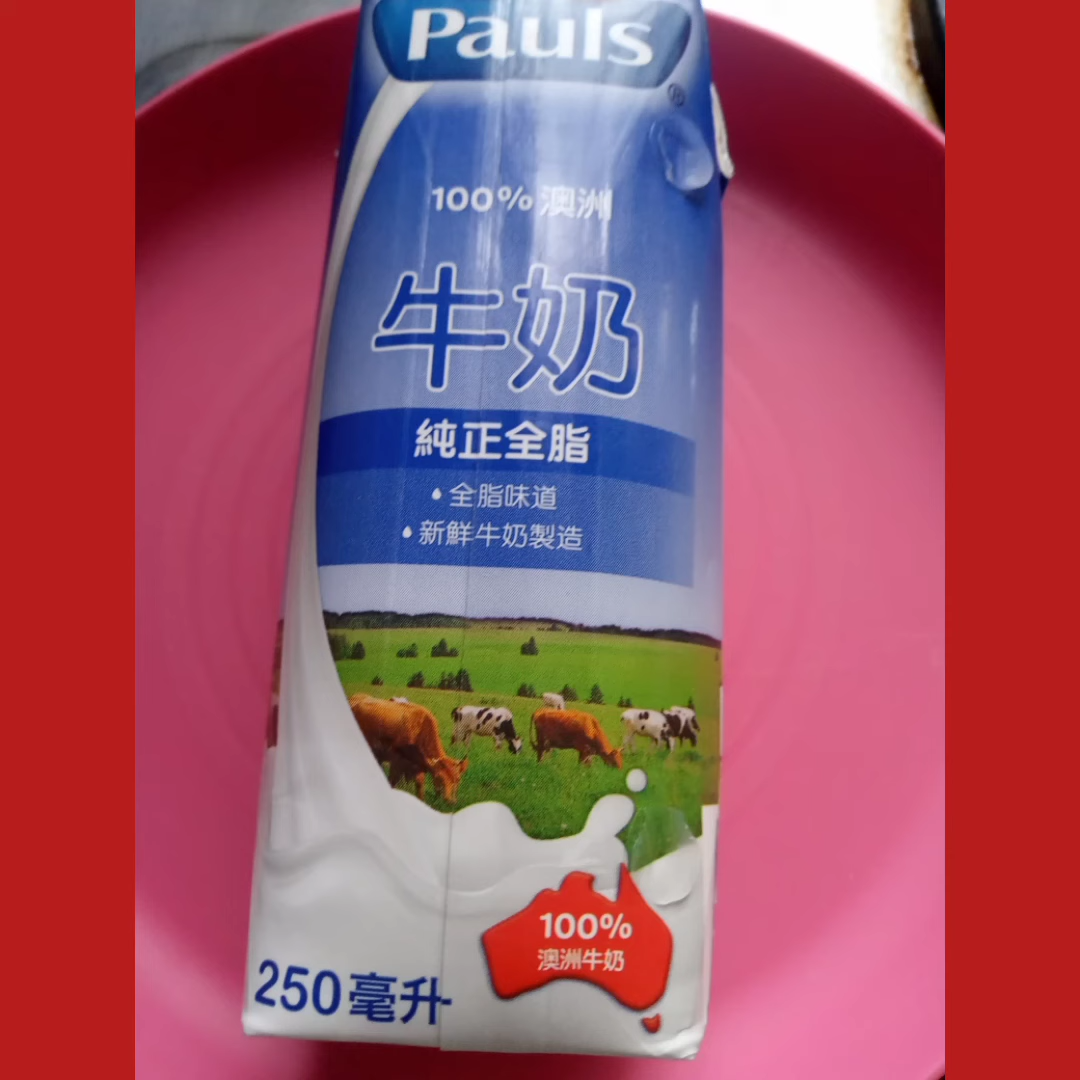 Pauls
®
100% 澳洲
牛奶
純正全脂
• 全脂味道
• 新鮮牛奶製造
100%
澳洲牛奶
250毫升